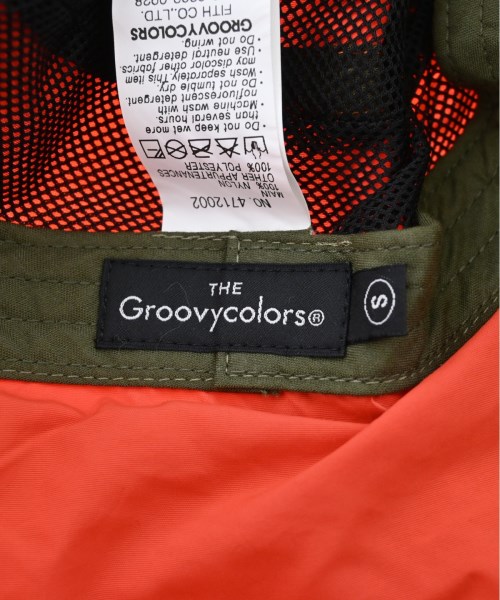 THE
Groovycolors®
S
NO.4712002
MAIN
100% NYLON
OTHER APPURTENANCES
100% POLYESTER
• Do not keep wet more
than several hours.
• Machine wash with
nofluorescent detergent.
• Do not tumble dry.
• Wash separately. This item
may discolor other fabrics.
• Use neutral detergent.
• Do not wring.
GROOVYCOLORS
FITH CO.,LTD.